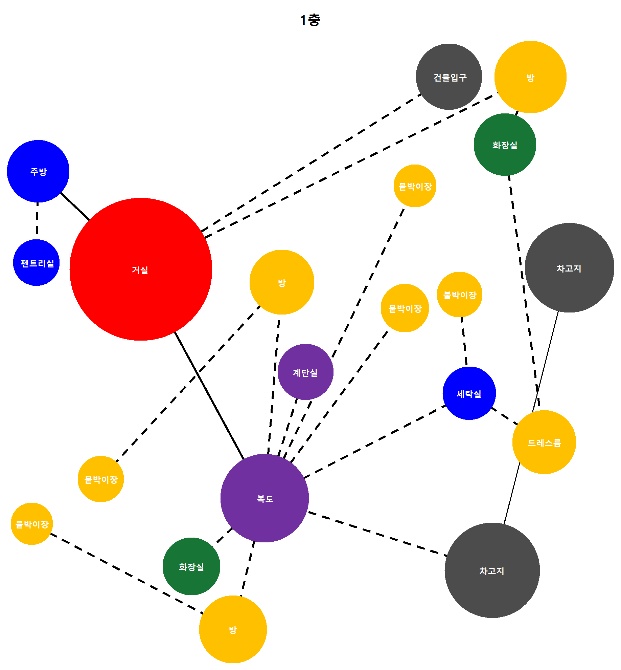 1층
건물입구
방
화장실
주방
붙박이장
펜트리실
거실
차고지
방
붙박이장
붙박이장
계단실
세탁실
드레스룸
붙박이장
복도
붙박이장
화장실
차고지
방